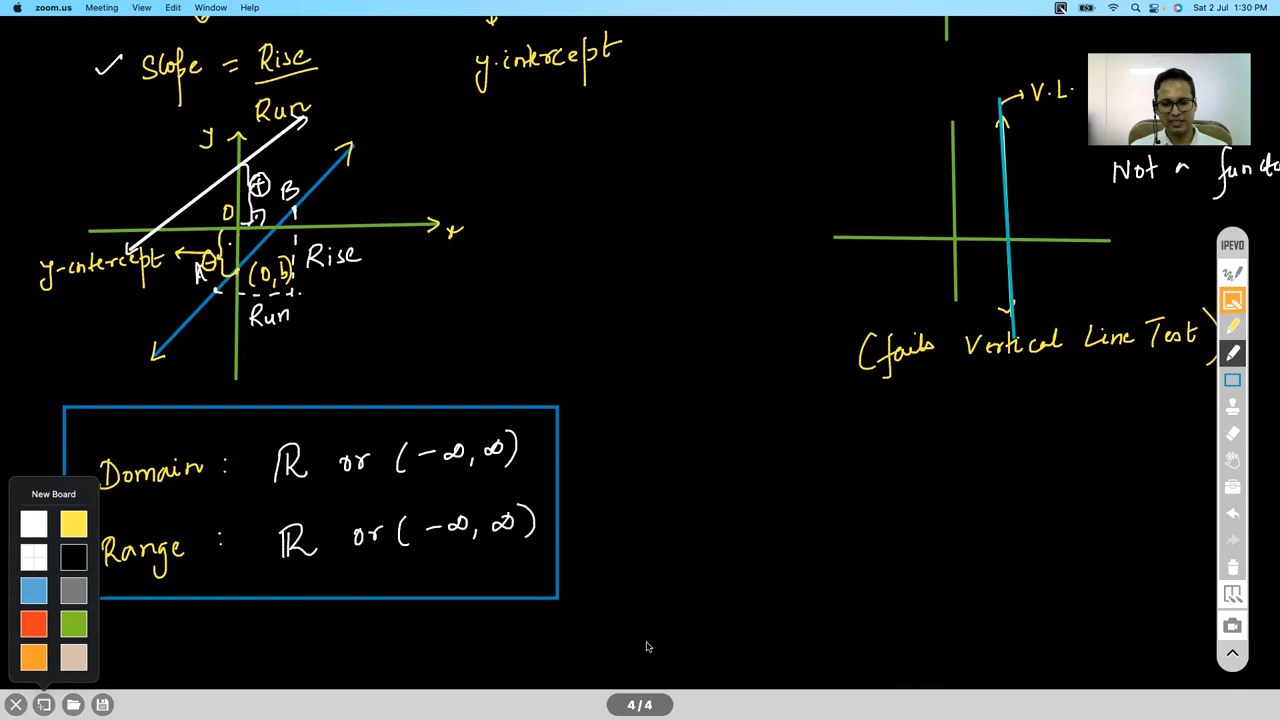 zoom.us Meeting View Edit Window Help
Sat 2 Jul 1:30 PM
✓ Slope = Rise
Run
y-intercept
y
B
+
O
x
y-intercept
−
A
(0,b)
Rise
Run
V.L.
Not a funct
(fails Vertical Line Test)
IPEVO
Domain : ℝ or (-∞, ∞)
Range : ℝ or (-∞, ∞)
New Board
4 / 4